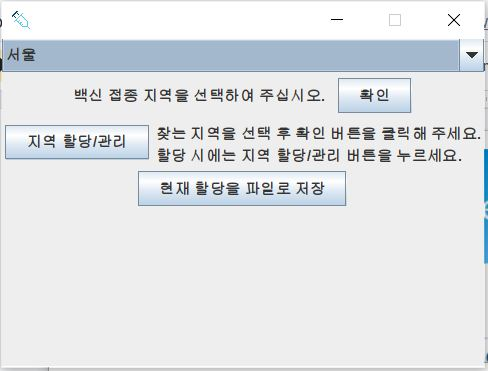 서울
백신 접종 지역을 선택하여 주십시오.
확인
지역 할당/관리
찾는 지역을 선택 후 확인 버튼을 클릭해 주세요.
할당 시에는 지역 할당/관리 버튼을 누르세요.
현재 할당을 파일로 저장